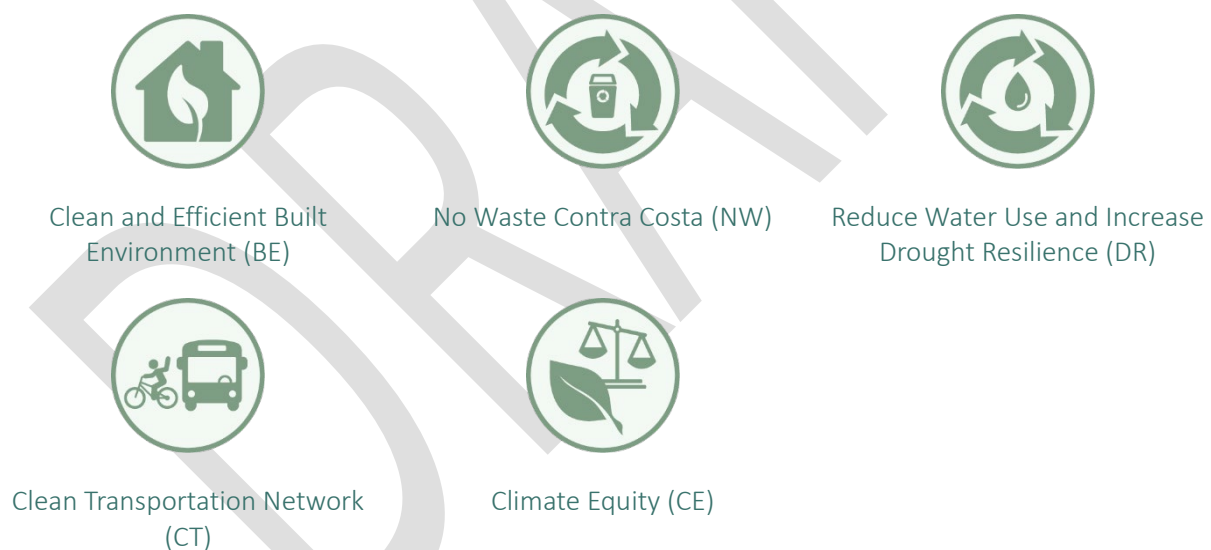 Clean and Efficient Built
Environment (BE)
No Waste Contra Costa (NW)
Reduce Water Use and Increase
Drought Resilience (DR)
Clean Transportation Network
(CT)
Climate Equity (CE)